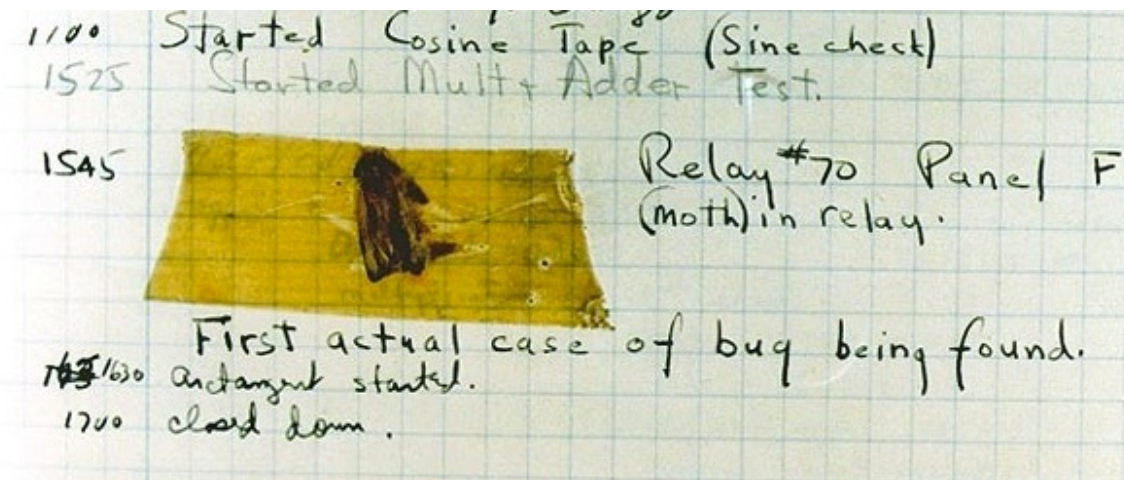 1100 Started Cosine Tape (Sine check)
1525 Started Mult + Adder Test.
1545 Relay #70 Panel F
(moth) in relay.
First actual case of bug being found.
1630 arctangent started.
1700 closed down.